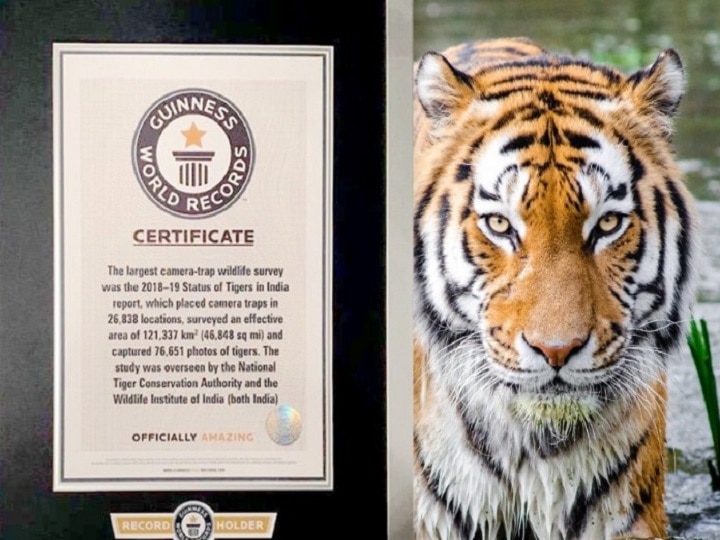 GUINNESS
WORLD RECORDS
CERTIFICATE
The largest camera-trap wildlife survey
was the 2018–19 Status of Tigers in India
report, which placed camera traps in
26,838 locations, surveyed an effective
area of 121,337 km² (46,848 sq mi) and
captured 76,651 photos of tigers. The
study was overseen by the National
Tiger Conservation Authority and the
Wildlife Institute of India (both India)
OFFICIALLY AMAZING
RECORD
HOLDER